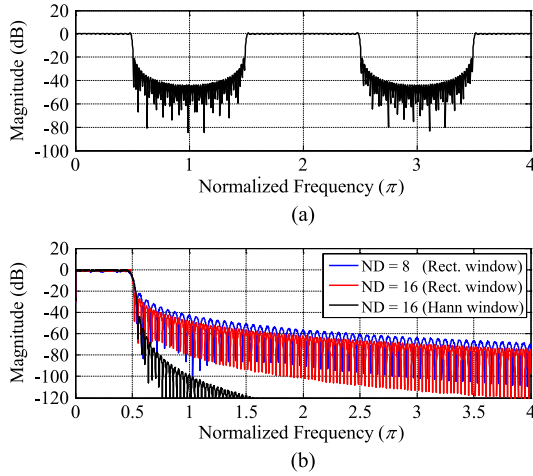 20
0
-20
-40
-60
-80
-100
Magnitude (dB)
0 1 2 3 4
Normalized Frequency (π)
(a)
20
0
-20
-40
-60
-80
-100
-120
Magnitude (dB)
ND = 8 (Rect. window)
ND = 16 (Rect. window)
ND = 16 (Hann window)
0 0.5 1 1.5 2 2.5 3 3.5 4
Normalized Frequency (π)
(b)